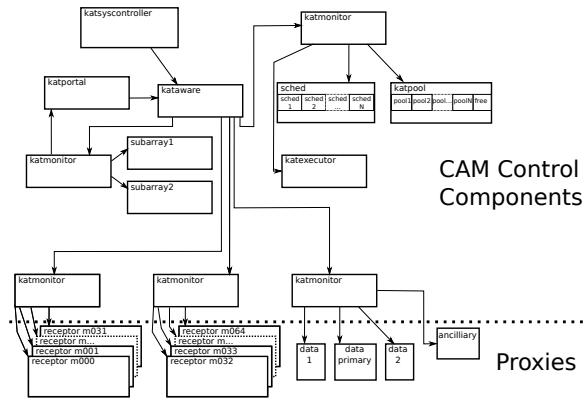 katsyscontroller
katmonitor
katportal
kataware
sched
sched 1
sched 2
sched ...
sched N
katpool
pool1
pool2
pool...
poolN
free
subarray1
katmonitor
subarray2
katexecutor
CAM Control
Components
katmonitor
katmonitor
katmonitor
receptor m031
receptor m...
receptor m001
receptor m000
receptor m064
receptor m...
receptor m033
receptor m032
data
1
data
primary
data
2
ancilliary
Proxies